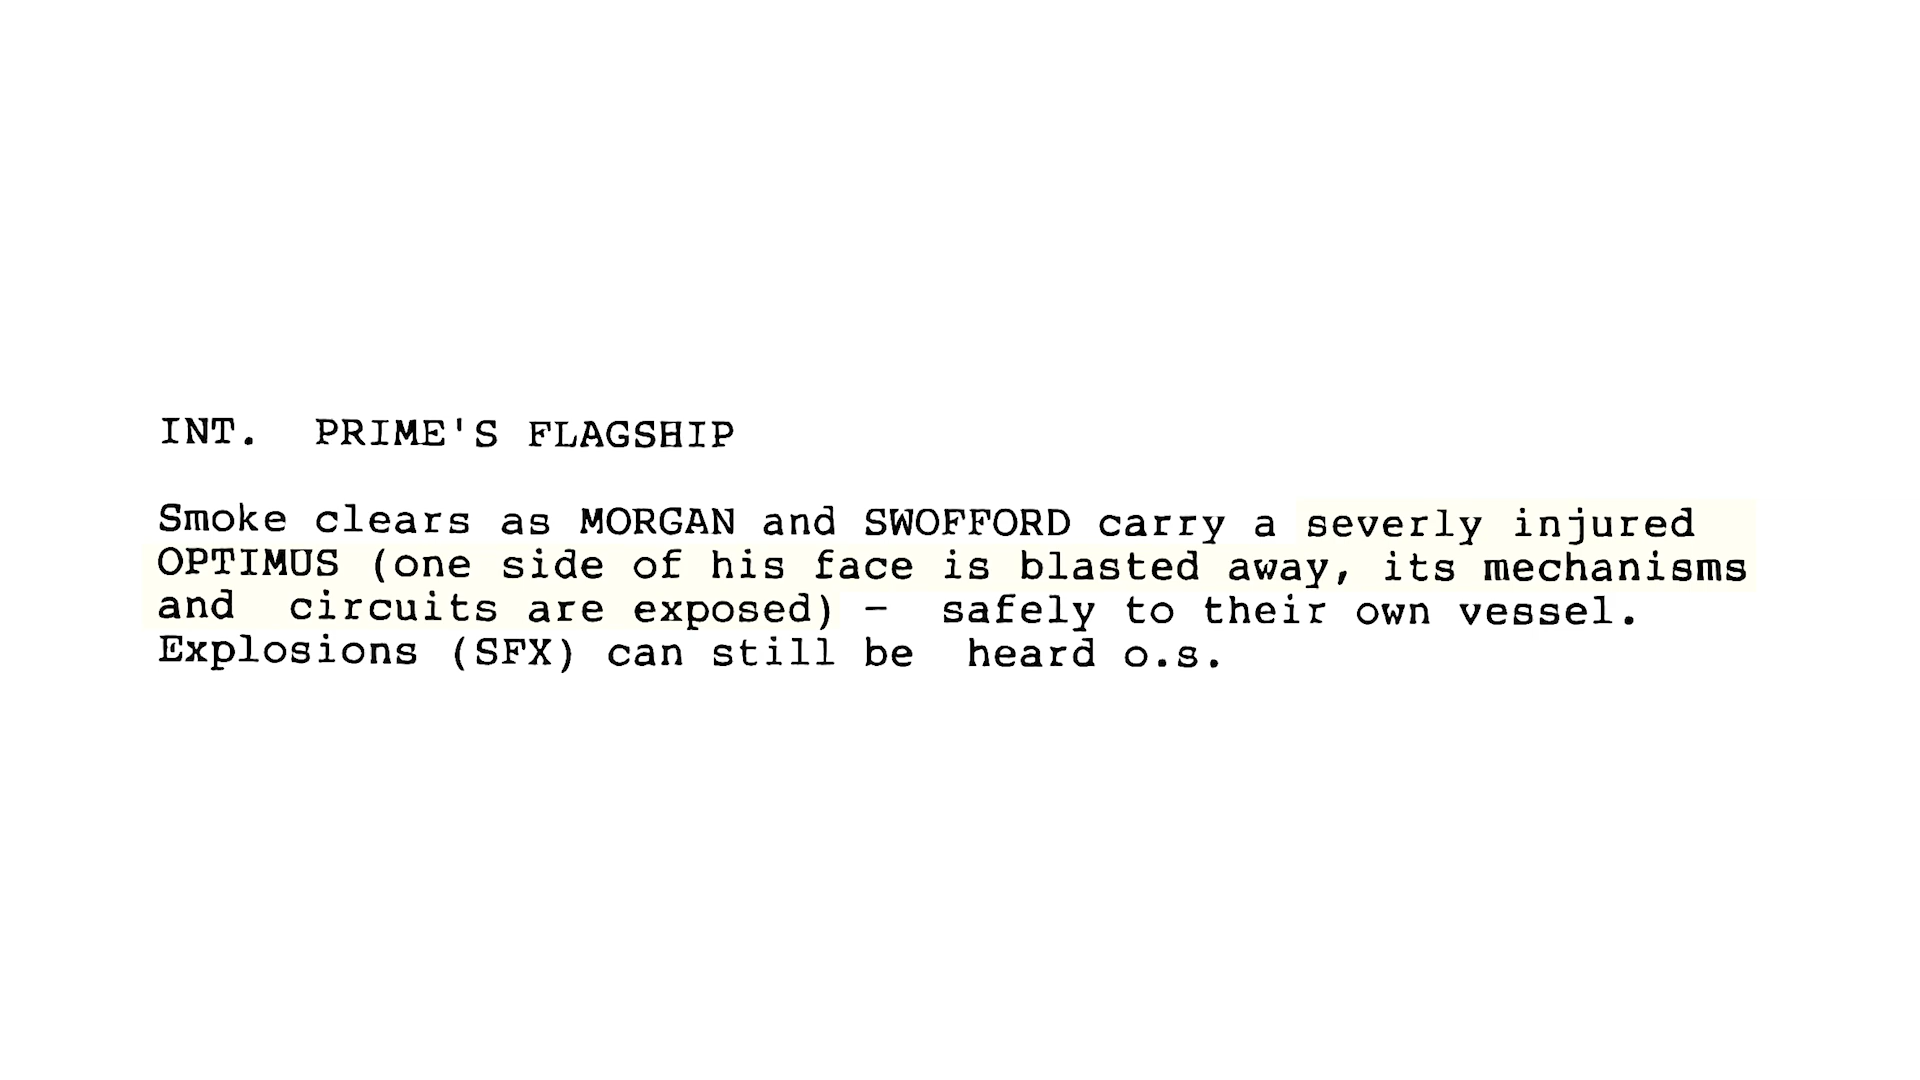 INT.  PRIME'S FLAGSHIP
Smoke clears as MORGAN and SWOFFORD carry a severly injured
OPTIMUS (one side of his face is blasted away, its mechanisms
and  circuits are exposed) -  safely to their own vessel.
Explosions (SFX) can still be  heard o.s.